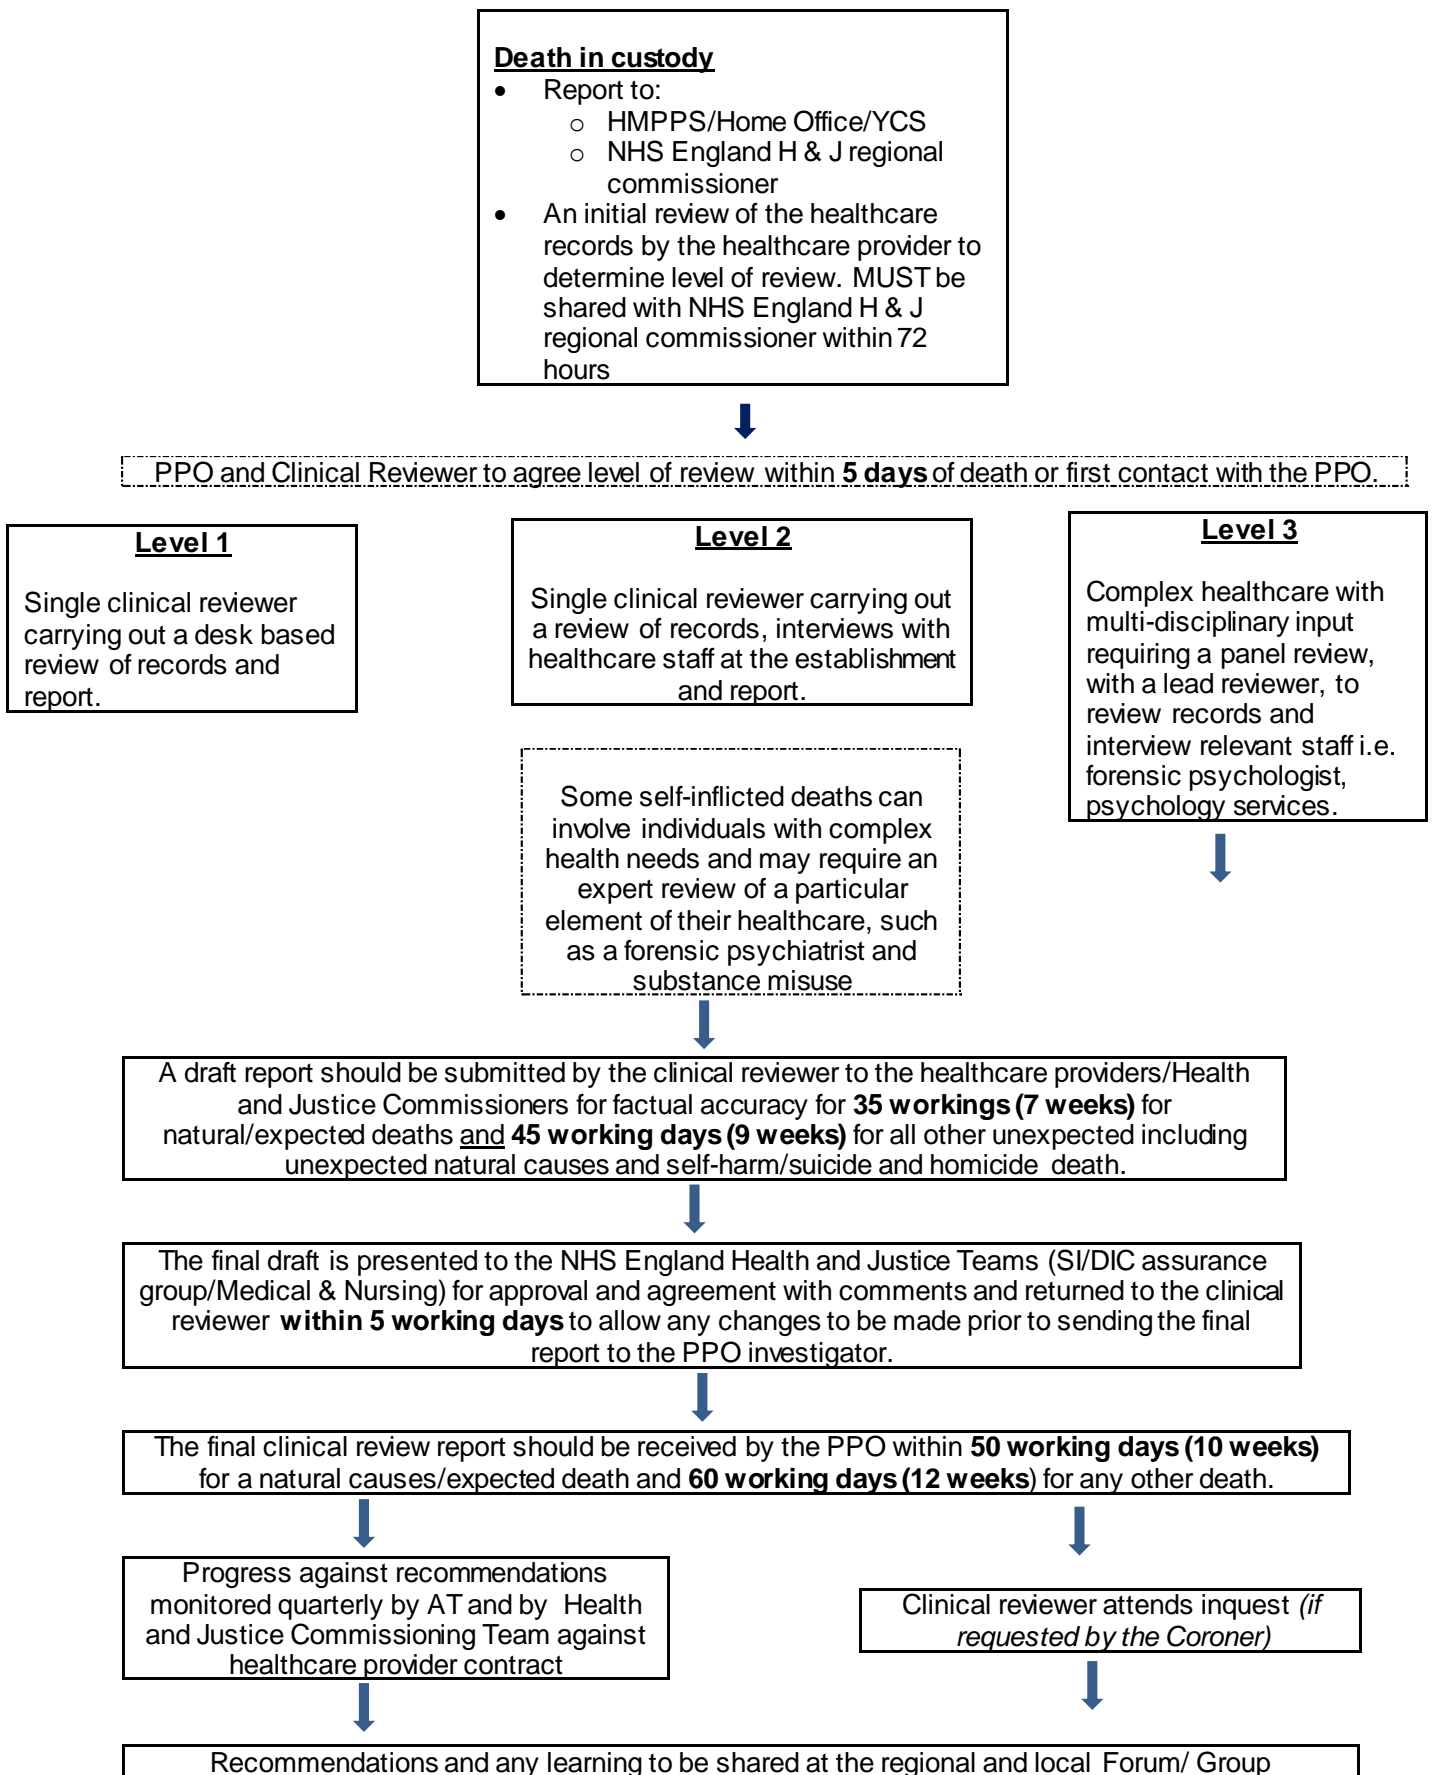 Death in custody
• Report to:
o HMPPS/Home Office/YCS
o NHS England H & J regional
commissioner
• An initial review of the healthcare
records by the healthcare provider to
determine level of review. MUST be
shared with NHS England H & J
regional commissioner within 72
hours
PPO and Clinical Reviewer to agree level of review within 5 days of death or first contact with the PPO.
Level 1
Single clinical reviewer
carrying out a desk based
review of records and
report.
Level 2
Single clinical reviewer carrying out
a review of records, interviews with
healthcare staff at the establishment
and report.
Level 3
Complex healthcare with
multi-disciplinary input
requiring a panel review,
with a lead reviewer, to
review records and
interview relevant staff i.e.
forensic psychologist,
psychology services.
Some self-inflicted deaths can
involve individuals with complex
health needs and may require an
expert review of a particular
element of their healthcare, such
as a forensic psychiatrist and
substance misuse
A draft report should be submitted by the clinical reviewer to the healthcare providers/Health
and Justice Commissioners for factual accuracy for 35 workings (7 weeks) for
natural/expected deaths and 45 working days (9 weeks) for all other unexpected including
unexpected natural causes and self-harm/suicide and homicide death.
The final draft is presented to the NHS England Health and Justice Teams (SI/DIC assurance
group/Medical & Nursing) for approval and agreement with comments and returned to the clinical
reviewer within 5 working days to allow any changes to be made prior to sending the final
report to the PPO investigator.
The final clinical review report should be received by the PPO within 50 working days (10 weeks)
for a natural causes/expected death and 60 working days (12 weeks) for any other death.
Progress against recommendations
monitored quarterly by AT and by Health
and Justice Commissioning Team against
healthcare provider contract
Clinical reviewer attends inquest (if
requested by the Coroner)
Recommendations and any learning to be shared at the regional and local Forum/ Group